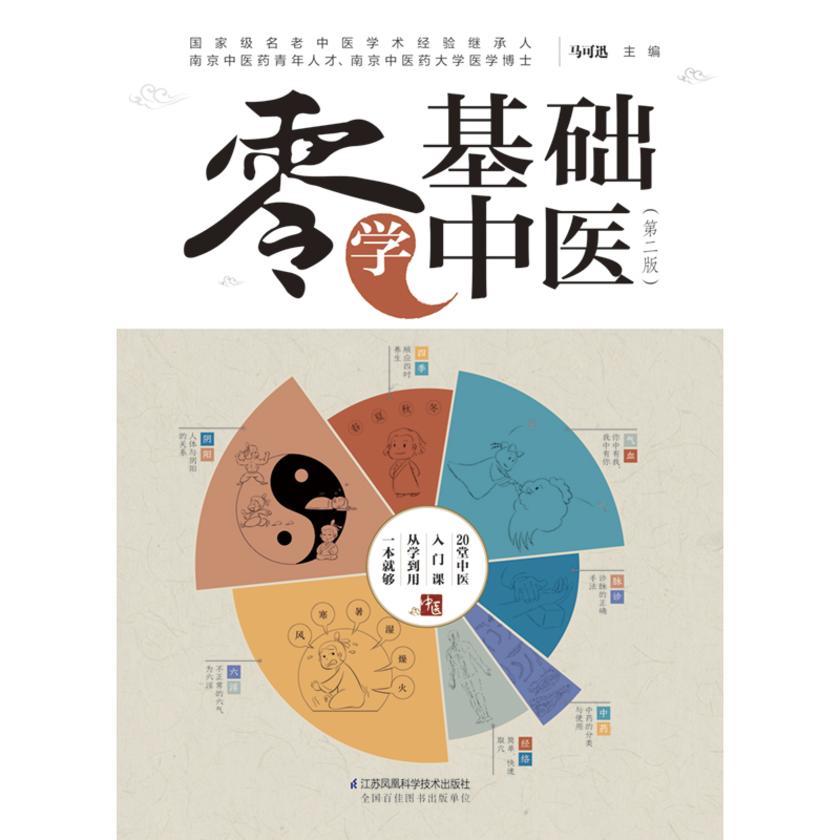 国家级名老中医学术经验继承人
南京中医药青年人才、南京中医药大学医学博士
马可迅 主编
零基础
学中医
（第二版）
四季
顺应四时
养生
春 夏 秋 冬
阴阳
人体与阴阳
的关系
气血
你中有我，
我中有你
20堂中医
入门课
从学到用
一本就够
中医
脉诊
诊脉的正确
手法
风 寒 暑 湿 燥 火
六淫
不正常的六气
为六淫
中药
中药的分类
与使用
经络
简单、快速
取穴
江苏凤凰科学技术出版社
全国百佳图书出版单位